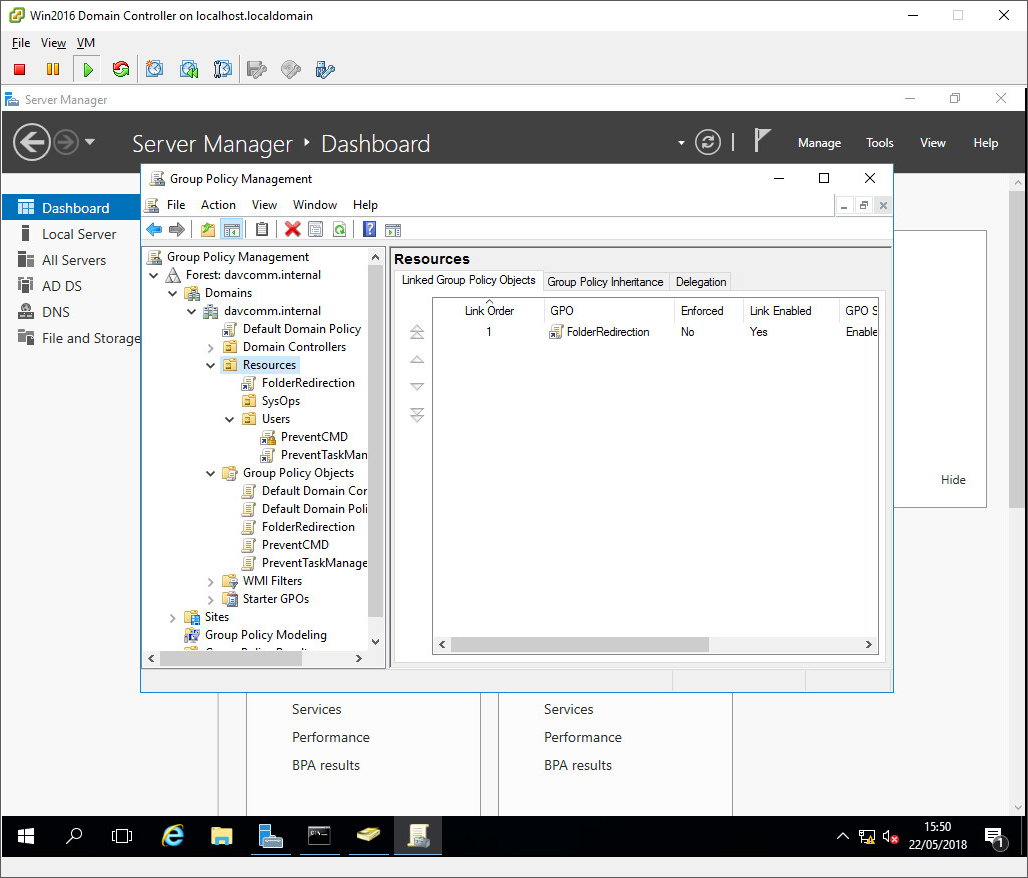 Win2016 Domain Controller on localhost.localdomain
File View VM
Server Manager
Server Manager ‣ Dashboard
Manage Tools View Help
Group Policy Management
File Action View Window Help
Dashboard
Local Server
All Servers
AD DS
DNS
File and Storage
Group Policy Management
Forest: davcomm.internal
Domains
davcomm.internal
Default Domain Policy
Domain Controllers
Resources
FolderRedirection
SysOps
Users
PreventCMD
PreventTaskMan
Group Policy Objects
Default Domain Cor
Default Domain Poli
FolderRedirection
PreventCMD
PreventTaskManage
WMI Filters
Starter GPOs
Sites
Group Policy Modeling
Resources
Linked Group Policy Objects Group Policy Inheritance Delegation
Link Order GPO Enforced Link Enabled GPO S
1 FolderRedirection No Yes Enable
Hide
Services Services
Performance Performance
BPA results BPA results
15:50
22/05/2018
1